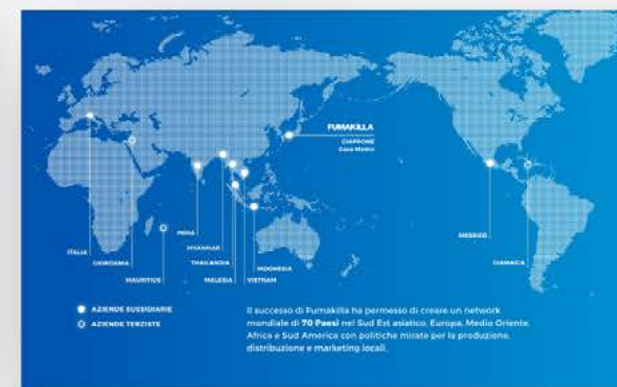 FUMAKILLA
GIAPPONE
Casa Madre
INDIA
ITALIA
MYANMAR
MESSICO
GIORDANIA
THAILANDIA
GIAMAICA
INDONESIA
MAURITIUS
MALESIA
VIETNAM
AZIENDE SUSSIDIARIE
AZIENDE TERZISTE
Il successo di Fumakilla ha permesso di creare un network
mondiale di 70 Paesi nel Sud Est asiatico, Europa, Medio Oriente,
Africa e Sud America con politiche mirate per la produzione,
distribuzione e marketing locali.